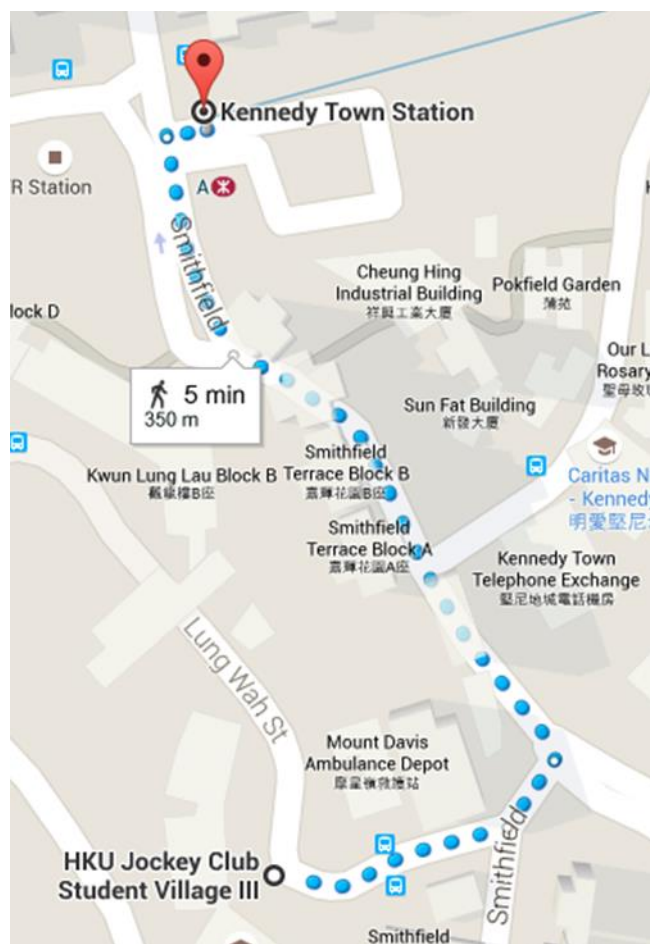 Kennedy Town Station
R Station
A
Smithfield
Cheung Hing
Industrial Building
祥興工業大廈
Pokfield Garden
蒲苑
lock D
Our L
Rosary
聖母玫
5 min
350 m
Sun Fat Building
新發大廈
Kwun Lung Lau Block B
觀龍樓B座
Smithfield
Terrace Block B
嘉輝花園B座
Caritas N
- Kennedy
明愛堅尼
Smithfield
Terrace Block A
嘉輝花園A座
Kennedy Town
Telephone Exchange
堅尼地城電話機房
Lung Wah St
Mount Davis
Ambulance Depot
摩星嶺救護站
Smithfield
HKU Jockey Club
Student Village III
Smithfield